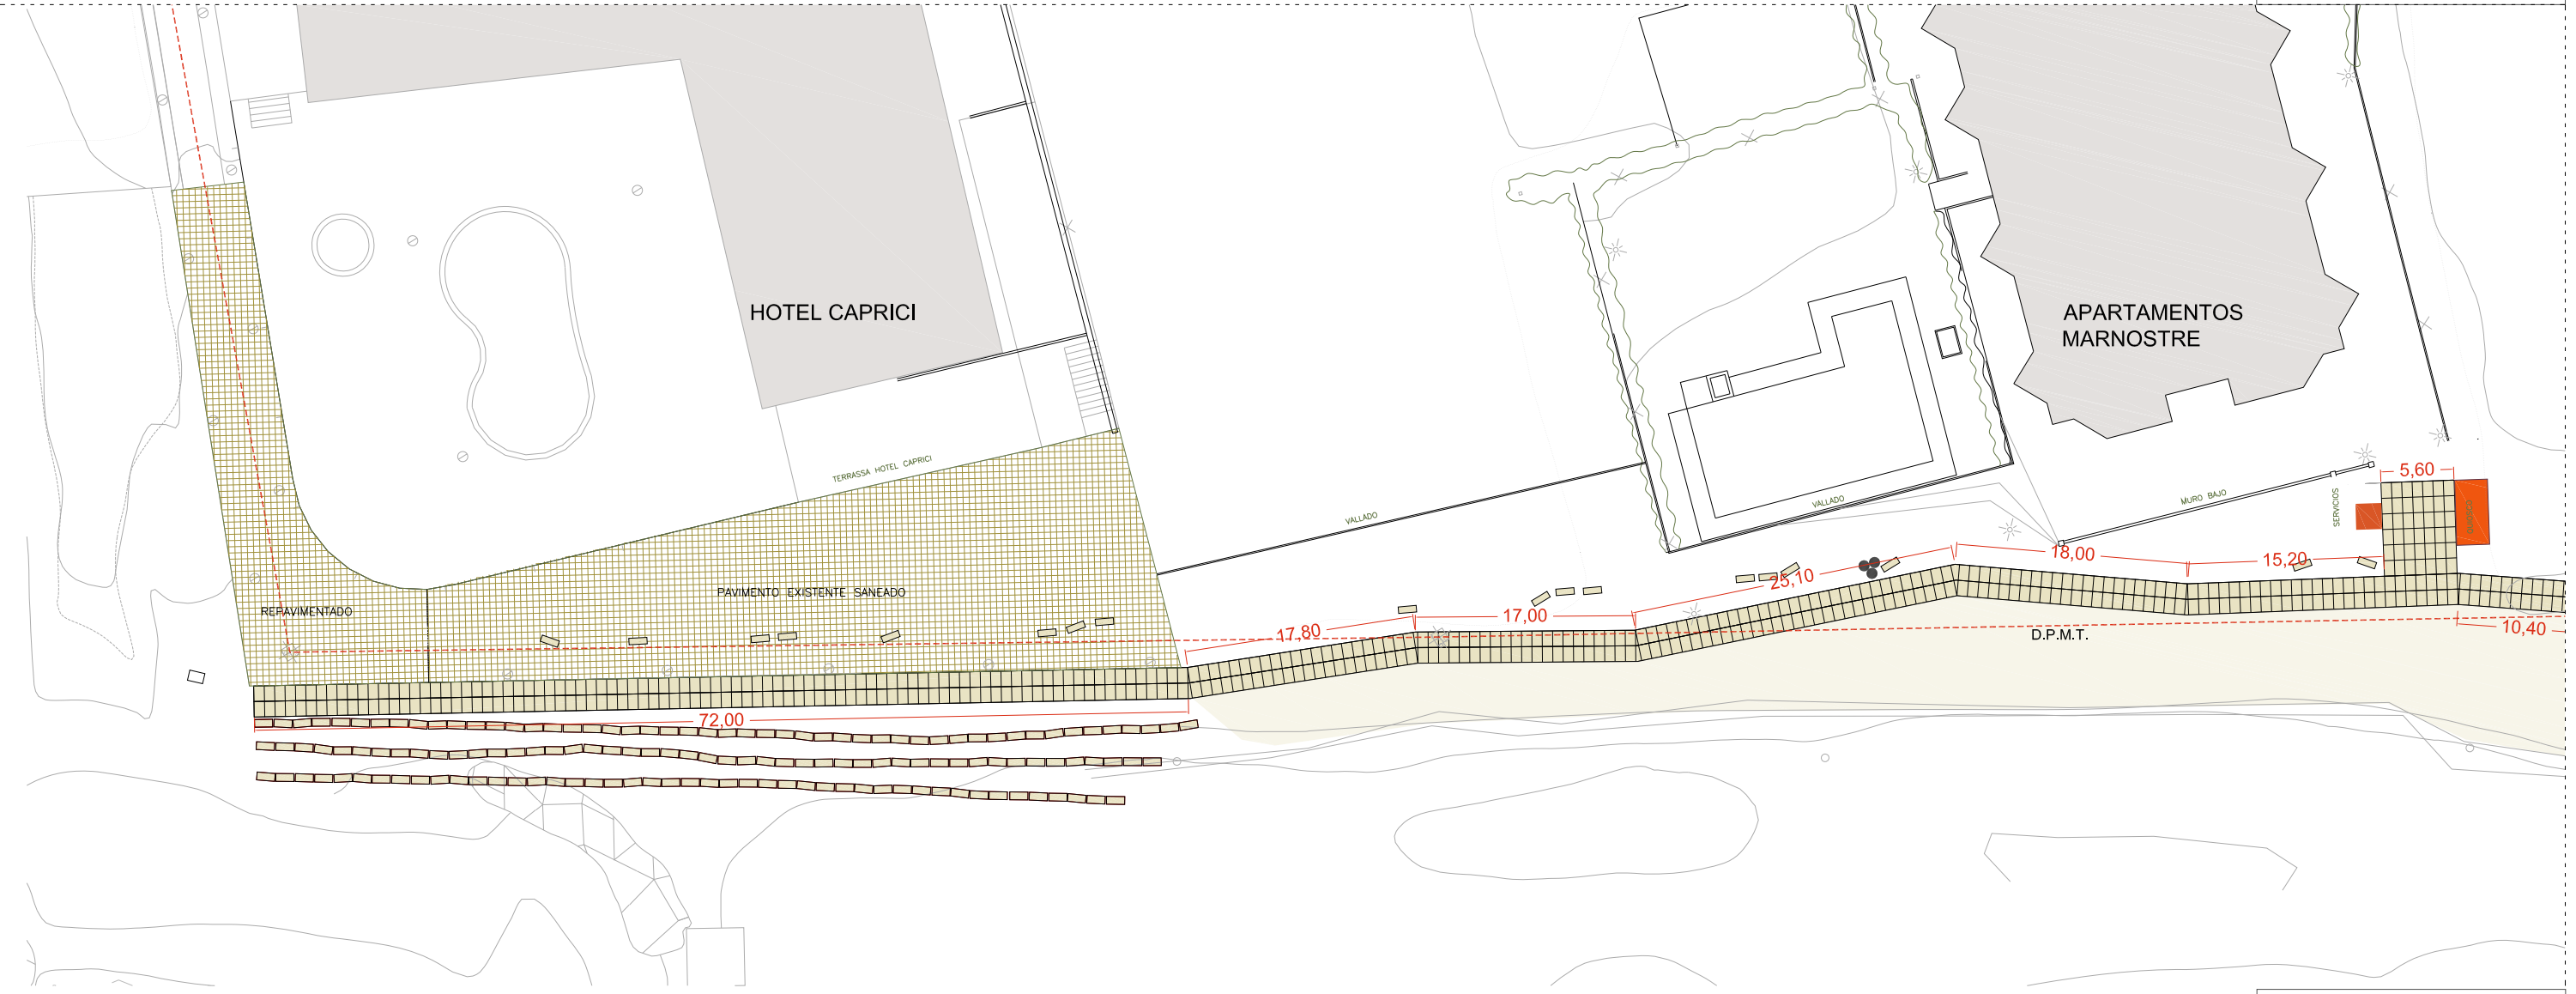 HOTEL CAPRICI
APARTAMENTOS
MARNOSTRE
TERRASSA HOTEL CAPRICI
5,60
MURO BAJO
SERVICIOS
VALLADO
VALLADO
18,00
15,20
25,10
PAVIMENTO EXISTENTE SANEADO
REPAVIMENTADO
17,00
17,80
10,40
D.P.M.T.
72,00